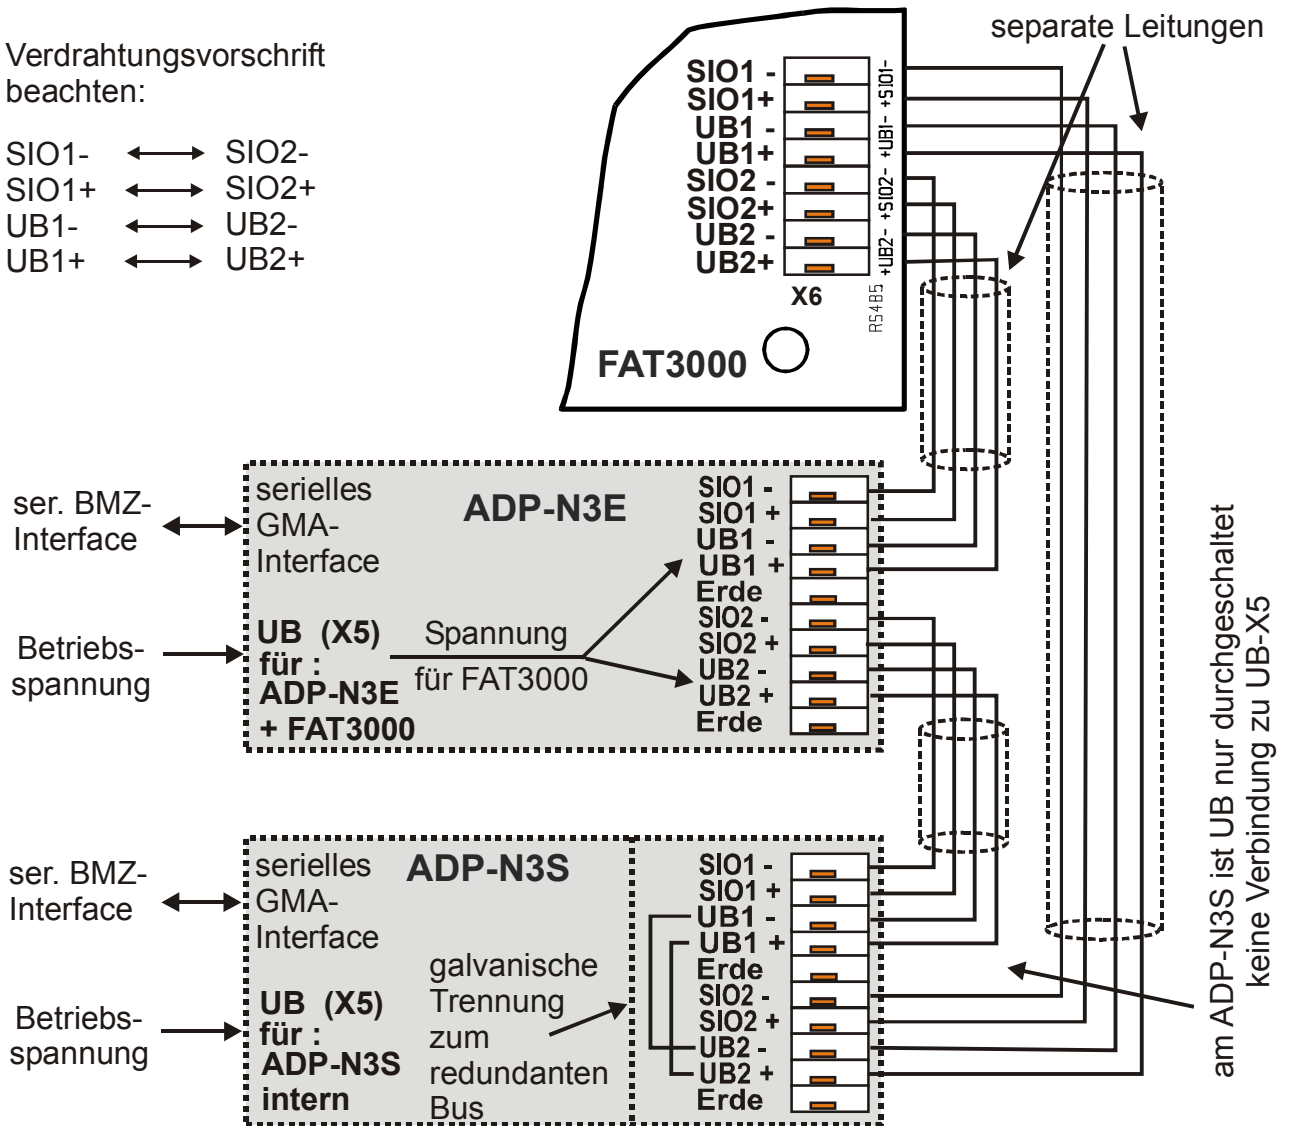 separate Leitungen
Verdrahtungsvorschrift
beachten:
SIO1- SIO2-
SIO1+ SIO2+
UB1- UB2-
UB1+ UB2+
SIO1 -
SIO1+
UB1 -
UB1+
SIO2 -
SIO2+
UB2 -
UB2+
+SIO1-
+UB1-
+SIO2-
+UB2-
X6
RS485
FAT3000
ser. BMZ-
Interface
Betriebs-
spannung
serielles
GMA-
Interface
ADP-N3E
UB (X5)
für :
ADP-N3E
+ FAT3000
Spannung
für FAT3000
SIO1 -
SIO1 +
UB1 -
UB1 +
Erde
SIO2 -
SIO2 +
UB2 -
UB2 +
Erde
am ADP-N3S ist UB nur durchgeschaltet
keine Verbindung zu UB-X5
ser. BMZ-
Interface
Betriebs-
spannung
serielles
GMA-
Interface
ADP-N3S
UB (X5)
für :
ADP-N3S
intern
galvanische
Trennung
zum
redundanten
Bus
SIO1 -
SIO1 +
UB1 -
UB1 +
Erde
SIO2 -
SIO2 +
UB2 -
UB2 +
Erde